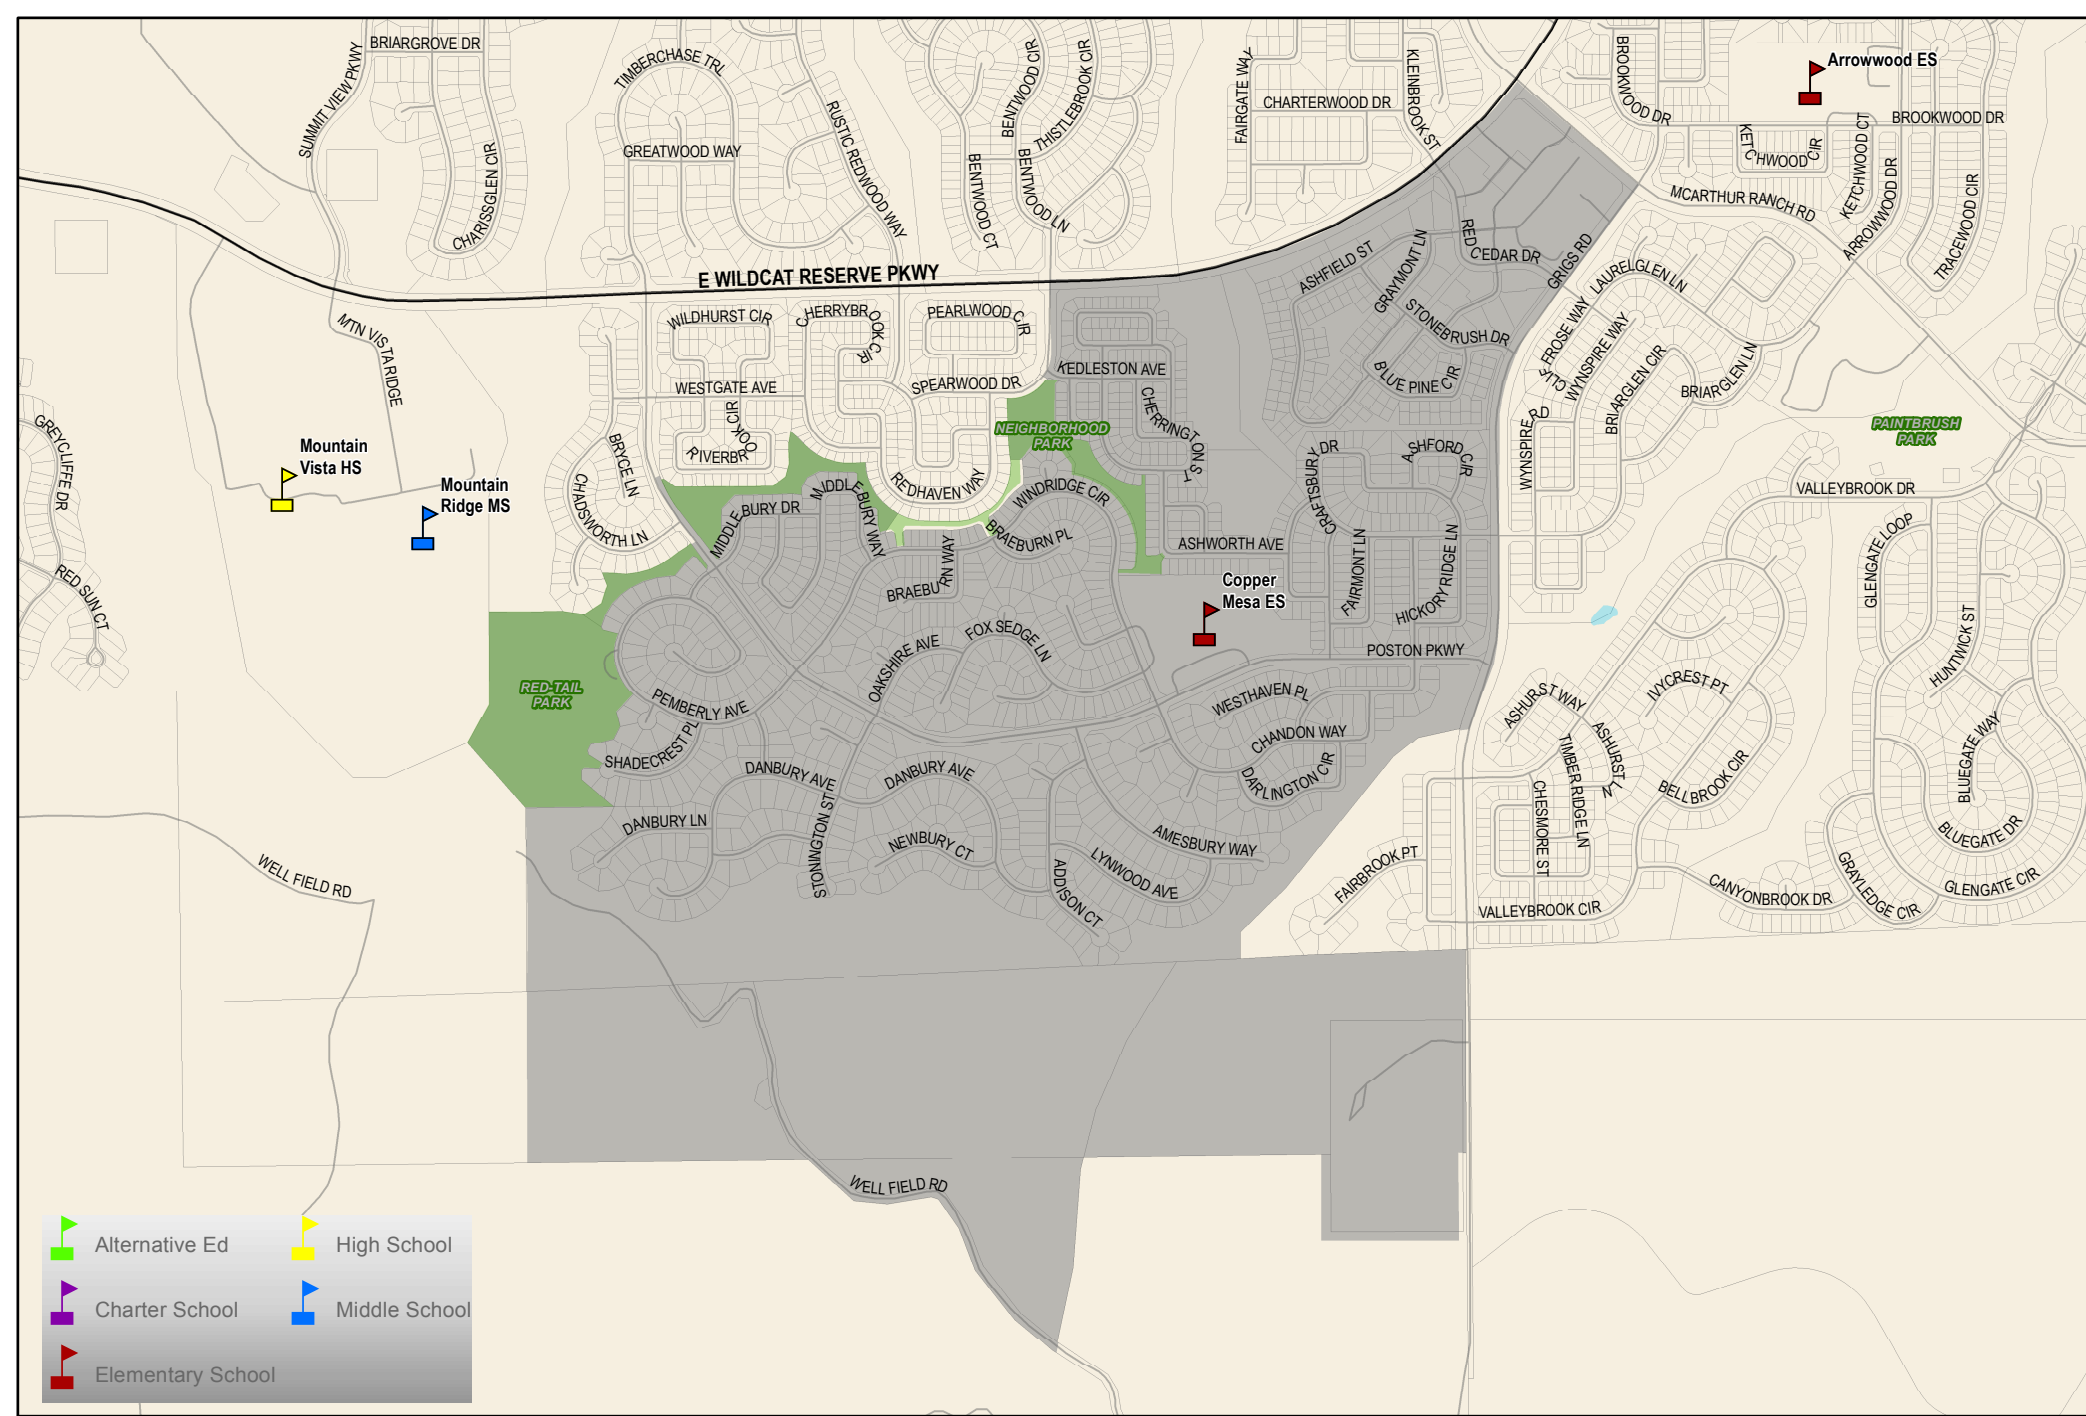 BRIARGROVE DR
SUMMIT VIEW PKWY
CHARISSGLEN CIR
TIMBERCHASE TRL
GREATWOOD WAY
RUSTIC REDWOOD WAY
BENTWOOD CIR
THISTLEBROOK CIR
BENTWOOD CT
BENTWOOD LN
FAIRGATE WAY
CHARTERWOOD DR
KLEINBROOK ST
BROOKWOOD DR
Arrowwood ES
BROOKWOOD DR
KETCHWOOD CIR
KETCHWOOD CT
MCARTHUR RANCH RD
ARROWWOOD DR
ARROWWOOD DR
TRACEWOOD CIR
E WILDCAT RESERVE PKWY
MTN VISTA RIDGE
WILDHURST CIR
CHERRYBROOK CIR
PEARLWOOD CIR
WESTGATE AVE
SPEARWOOD DR
RIVERBROOK CIR
REDHAVEN WAY
KEDLESTON AVE
CHERRINGTON ST
NEIGHBORHOOD
PARK
ASHFIELD ST
GRAYMONT LN
RED CEDAR DR
GRIGS RD
STONEBRUSH DR
BLUE PINE CIR
LAURELGLEN LN
CLIFFROSE WAY
WYNSPIRE WAY
BRIARGLEN CIR
BRIARGLEN LN
WYNSPIRE RD
PAINTBRUSH
PARK
VALLEYBROOK DR
GREYCLIFFE DR
RED SUN CT
Mountain
Vista HS
Mountain
Ridge MS
BRYCE LN
CHADSWORTH LN
MIDDLEBURY DR
MIDDLEBURY WAY
WINDRIDGE CIR
BRAEBURN PL
BRAEBURN WAY
ASHWORTH AVE
CRAFTSBURY DR
ASHFORD CIR
FAIRMONT LN
HICKORY RIDGE LN
Copper
Mesa ES
POSTON PKWY
RED-TAIL
PARK
PEMBERLY AVE
SHADECREST PL
OAKSHIRE AVE
FOX SEDGE LN
WESTHAVEN PL
CHANDON WAY
DARLINGTON CIR
DANBURY AVE
DANBURY AVE
DANBURY LN
STONNINGTON ST
NEWBURY CT
ADDISON CT
LYNWOOD AVE
AMESBURY WAY
FAIRBROOK PT
ASHURST WAY
ASHURST LN
TIMBER RIDGE LN
CHESMORE ST
IVYCREST PT
BELLBROOK CIR
VALLEYBROOK CIR
CANYONBROOK DR
GRAYLEDGE CIR
GLENGATE LOOP
HUNTWICK ST
BLUEGATE WAY
BLUEGATE DR
GLENGATE CIR
WELL FIELD RD
WELL FIELD RD
Alternative Ed
High School
Charter School
Middle School
Elementary School